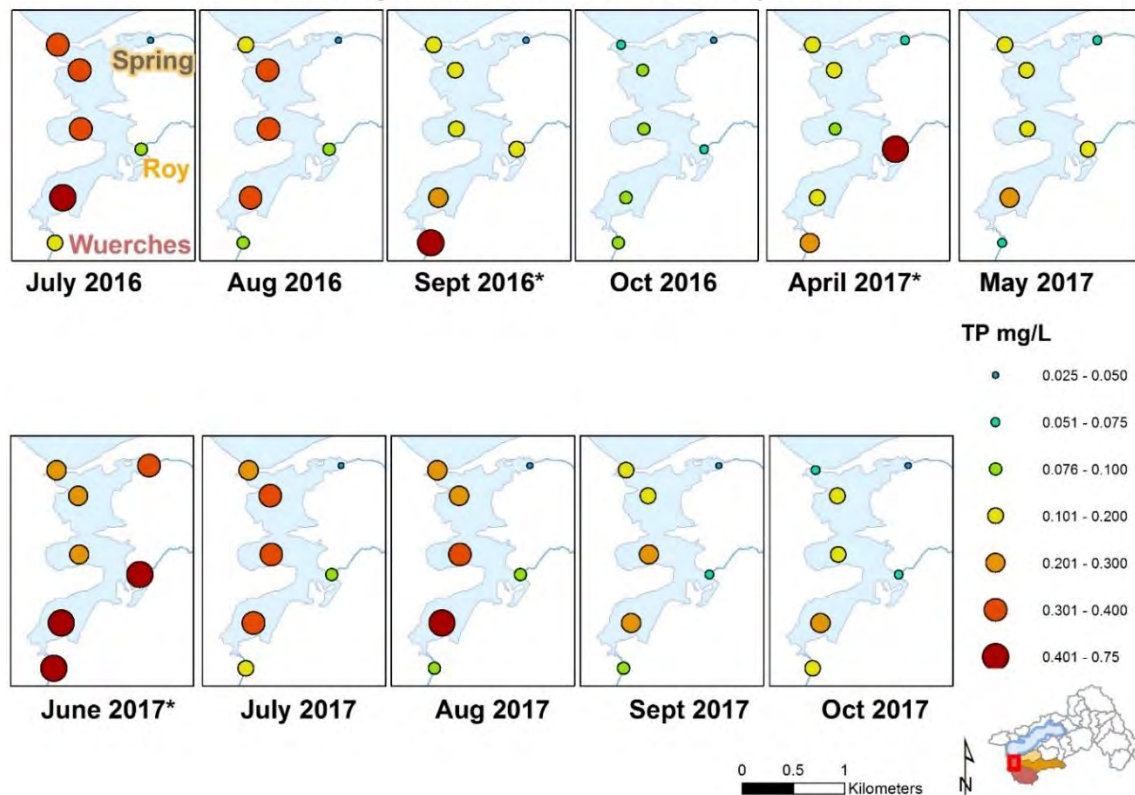 Spring
Roy
Wuerches
July 2016
Aug 2016
Sept 2016*
Oct 2016
April 2017*
May 2017
TP mg/L
0.025 - 0.050
0.051 - 0.075
0.076 - 0.100
0.101 - 0.200
0.201 - 0.300
0.301 - 0.400
0.401 - 0.75
June 2017*
July 2017
Aug 2017
Sept 2017
Oct 2017
0 0.5 1
Kilometers
N